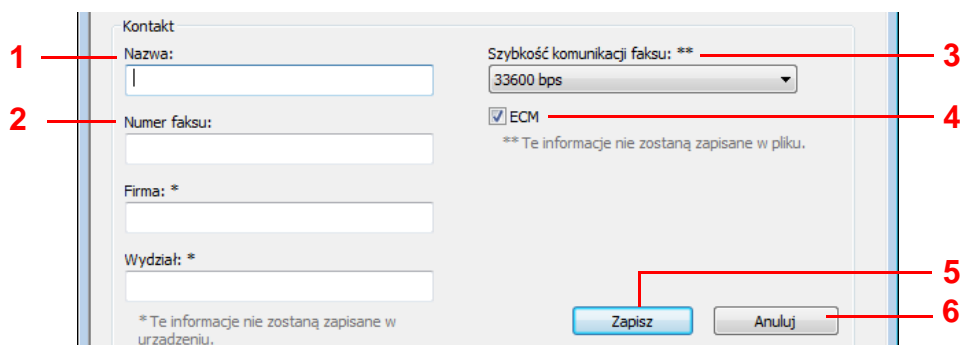 Kontakt
1
Nazwa:
2
Numer faksu:
Firma: *
Wydział: *
* Te informacje nie zostaną zapisane w
urządzeniu.
Szybkość komunikacji faksu: **
3
33600 bps
ECM
4
** Te informacje nie zostaną zapisane w pliku.
5
Zapisz
Anuluj
6